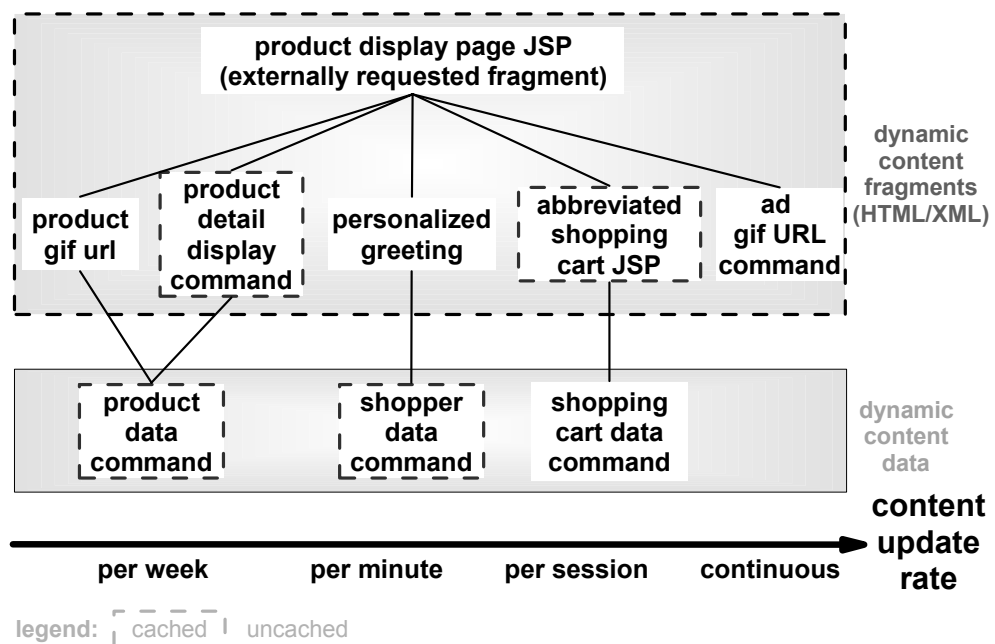 product display page JSP
(externally requested fragment)
dynamic
content
fragments
(HTML/XML)
product
gif url
product
detail
display
command
personalized
greeting
abbreviated
shopping
cart JSP
ad
gif URL
command
product
data
command
shopper
data
command
shopping
cart data
command
dynamic
content
data
content
update
rate
per week
per minute
per session
continuous
legend: cached uncached